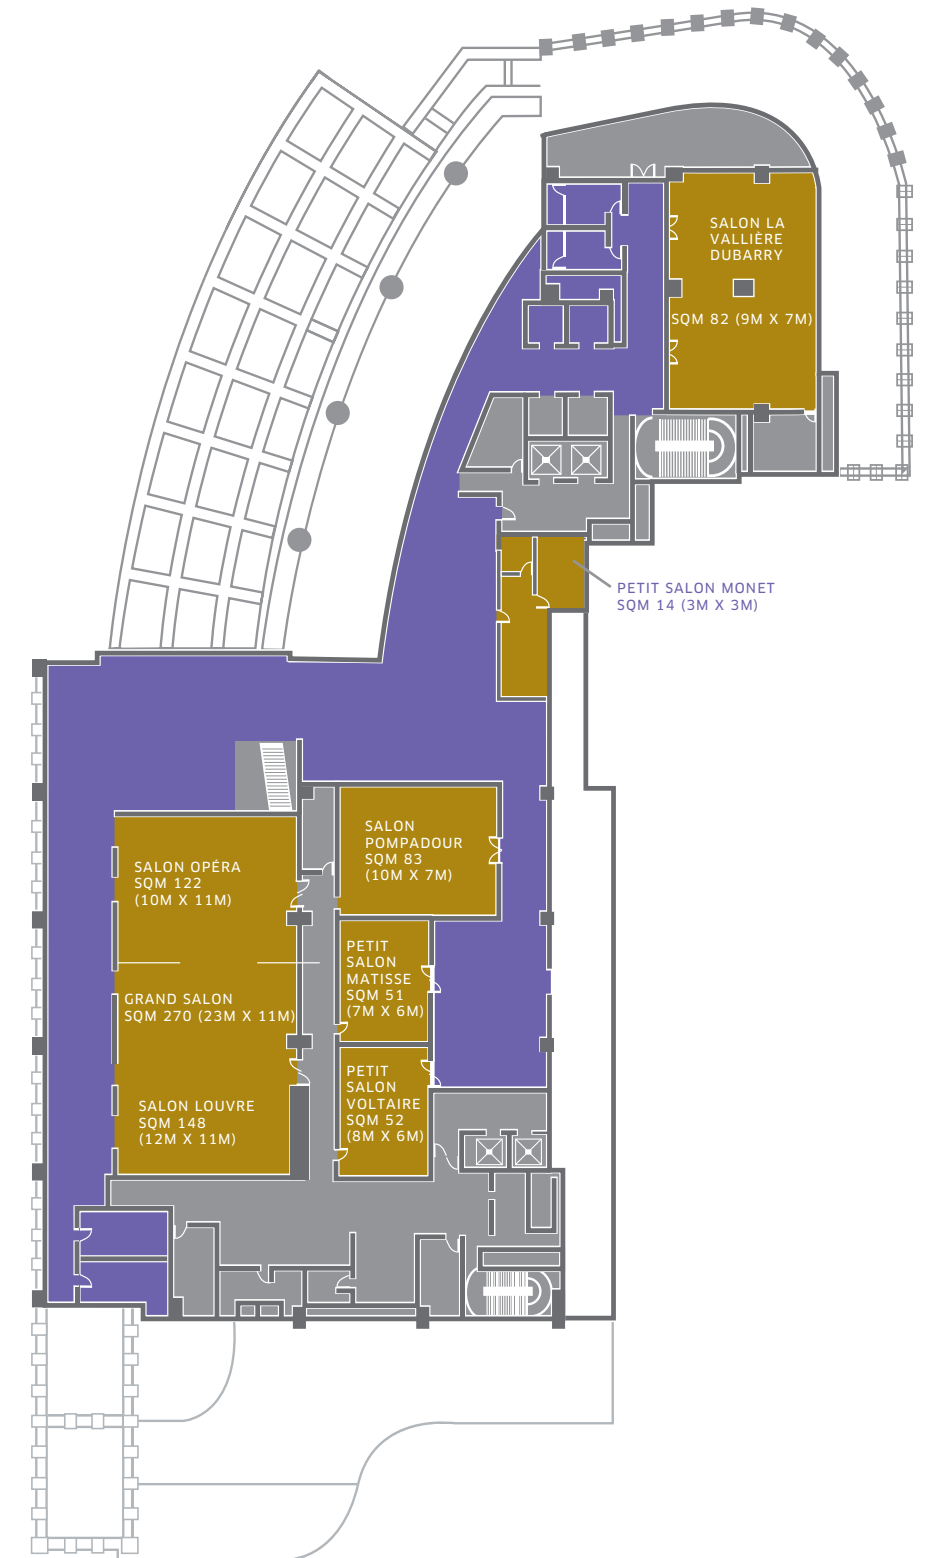 SALON LA
VALLIÈRE
DUBARRY
SQM 82 (9M X 7M)
PETIT SALON MONET
SQM 14 (3M X 3M)
SALON
POMPADOUR
SQM 83
(10M X 7M)
SALON OPÉRA
SQM 122
(10M X 11M)
PETIT
SALON
MATISSE
SQM 51
(7M X 6M)
GRAND SALON
SQM 270 (23M X 11M)
PETIT
SALON
VOLTAIRE
SQM 52
(8M X 6M)
SALON LOUVRE
SQM 148
(12M X 11M)